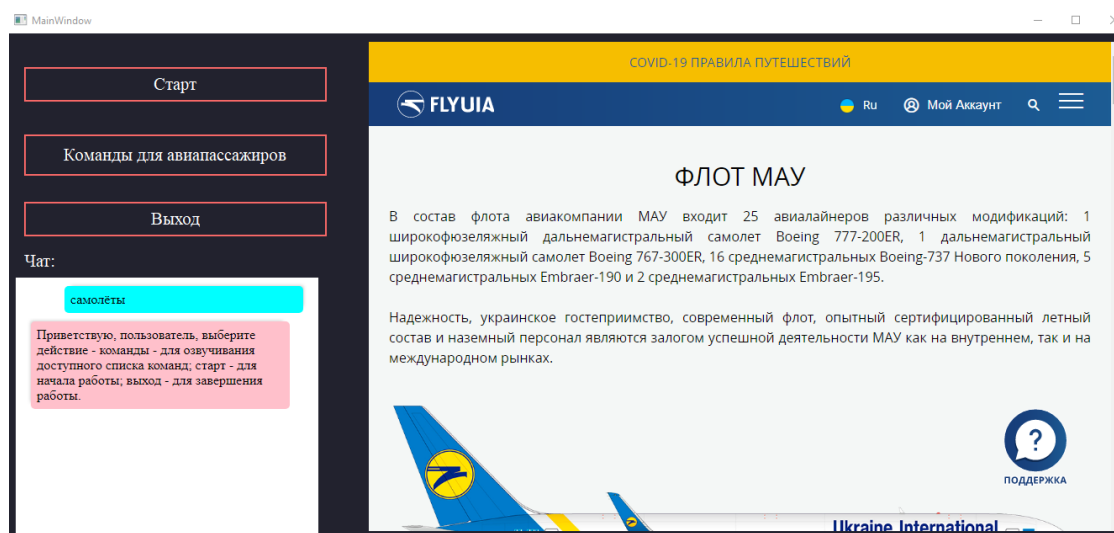 MainWindow
Старт
Команды для авиапассажиров
Выход
Чат:
самолёты
Приветствую, пользователь, выберите
действие - команды - для озвучивания
доступного списка команд; старт - для
начала работы; выход - для завершения
работы.
COVID-19 ПРАВИЛА ПУТЕШЕСТВИЙ
FLYUIA
Ru
Мой Аккаунт
ФЛОТ МАУ
В состав флота авиакомпании МАУ входит 25 авиалайнеров различных модификаций: 1
широкофюзеляжный дальнемагистральный самолет Boeing 777-200ER, 1 дальнемагистральный
широкофюзеляжный самолет Boeing 767-300ER, 16 среднемагистральных Boeing-737 Нового поколения, 5
среднемагистральных Embraer-190 и 2 среднемагистральных Embraer-195.
Надежность, украинское гостеприимство, современный флот, опытный сертифицированный летный
состав и наземный персонал являются залогом успешной деятельности МАУ как на внутреннем, так и на
международном рынках.
ПОДДЕРЖКА
Ukraine International